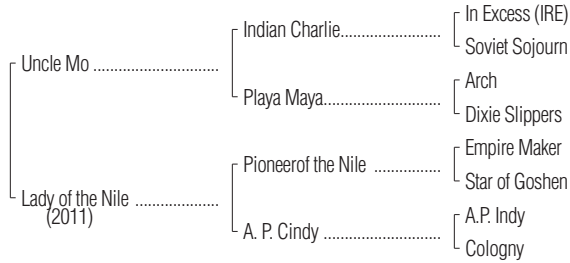 In Excess (IRE)
Indian Charlie......................
Soviet Sojourn
Uncle Mo ............................
Arch
Playa Maya..........................
Dixie Slippers
Empire Maker
Pioneerof the Nile ...............
Star of Goshen
Lady of the Nile ...................
(2011)
A.P. Indy
A. P. Cindy ..........................
Cologny